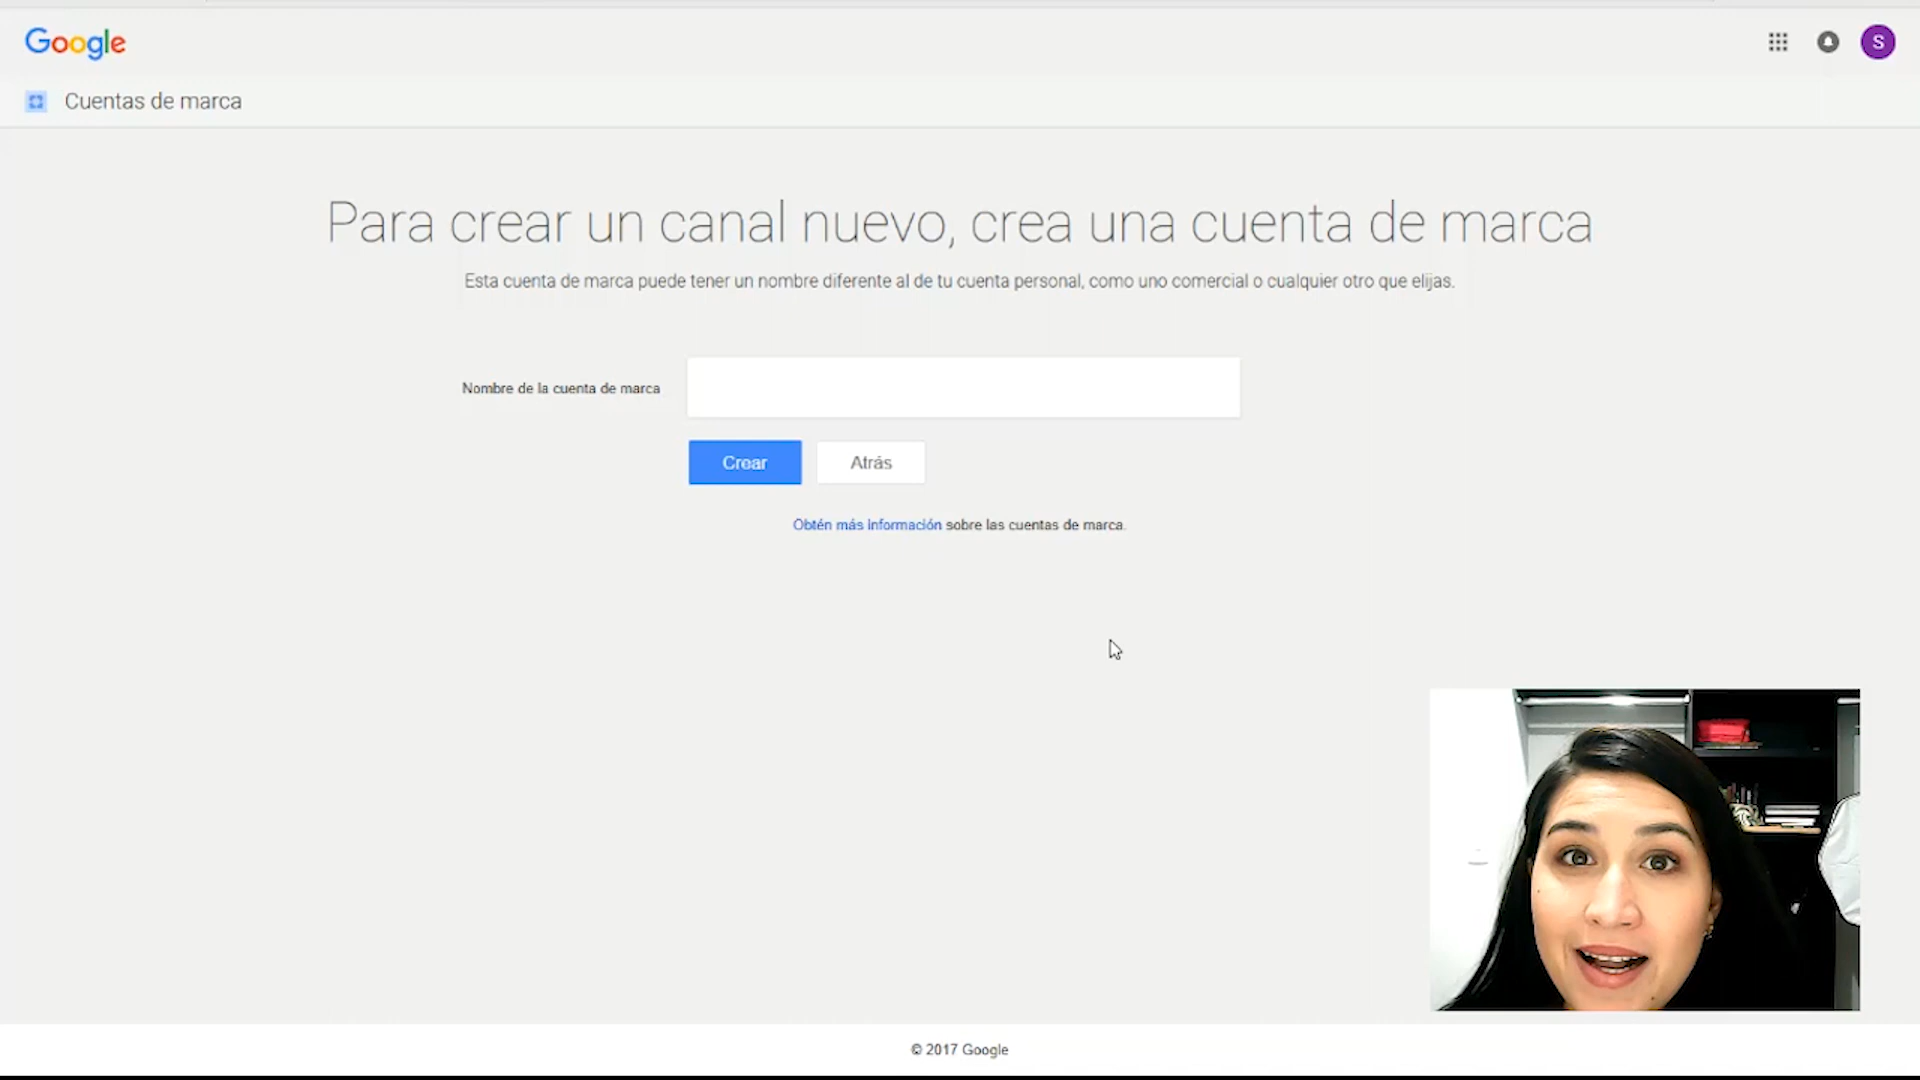 Google
S
Cuentas de marca
Para crear un canal nuevo, crea una cuenta de marca
Esta cuenta de marca puede tener un nombre diferente al de tu cuenta personal, como uno comercial o cualquier otro que elijas.
Nombre de la cuenta de marca
Crear
Atrás
Obtén más información sobre las cuentas de marca.
© 2017 Google